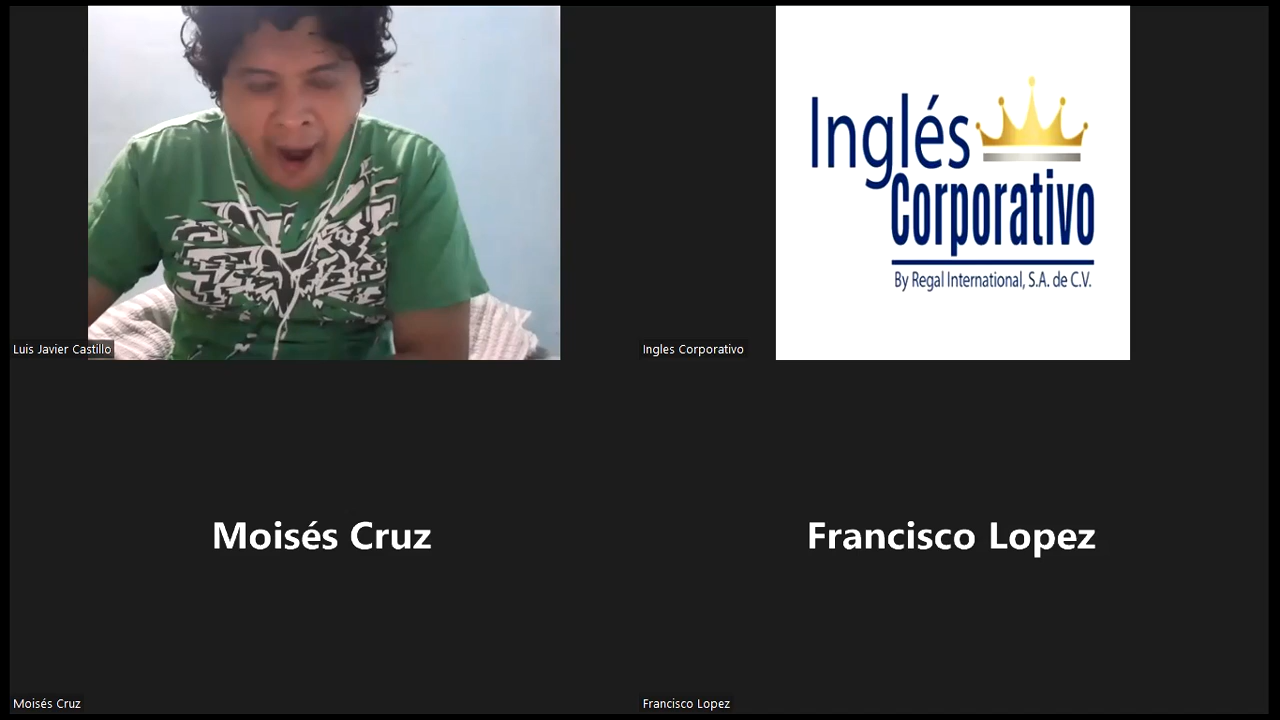 Inglés
Corporativo
By Regal International, S.A. de C.V.
Luis Javier Castillo
Ingles Corporativo
Moisés Cruz
Francisco Lopez
Moisés Cruz
Francisco Lopez